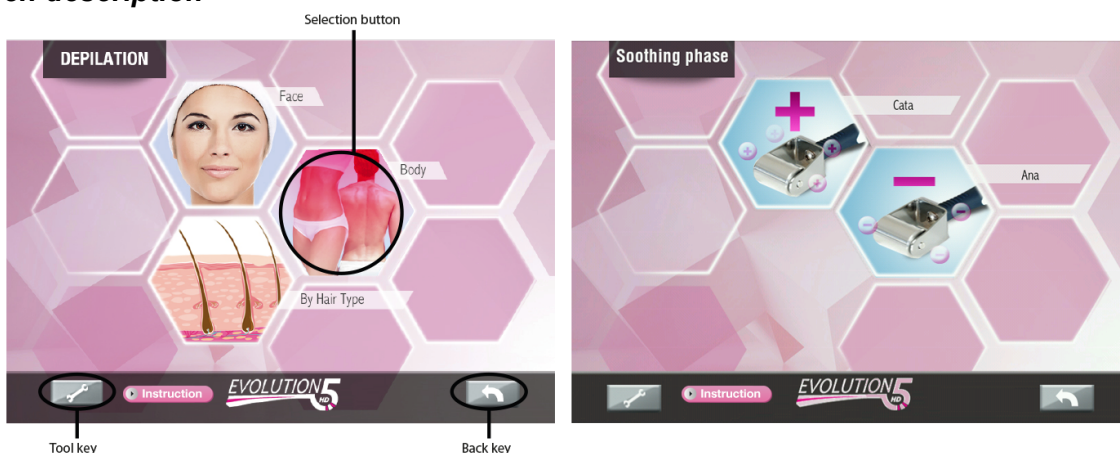 description
Selection button
DEPILATION
Face
Body
By Hair Type
Instruction
EVOLUTION 5
HD
Tool key
Back key
Soothing phase
Cata
Ana
Instruction
EVOLUTION 5
HD